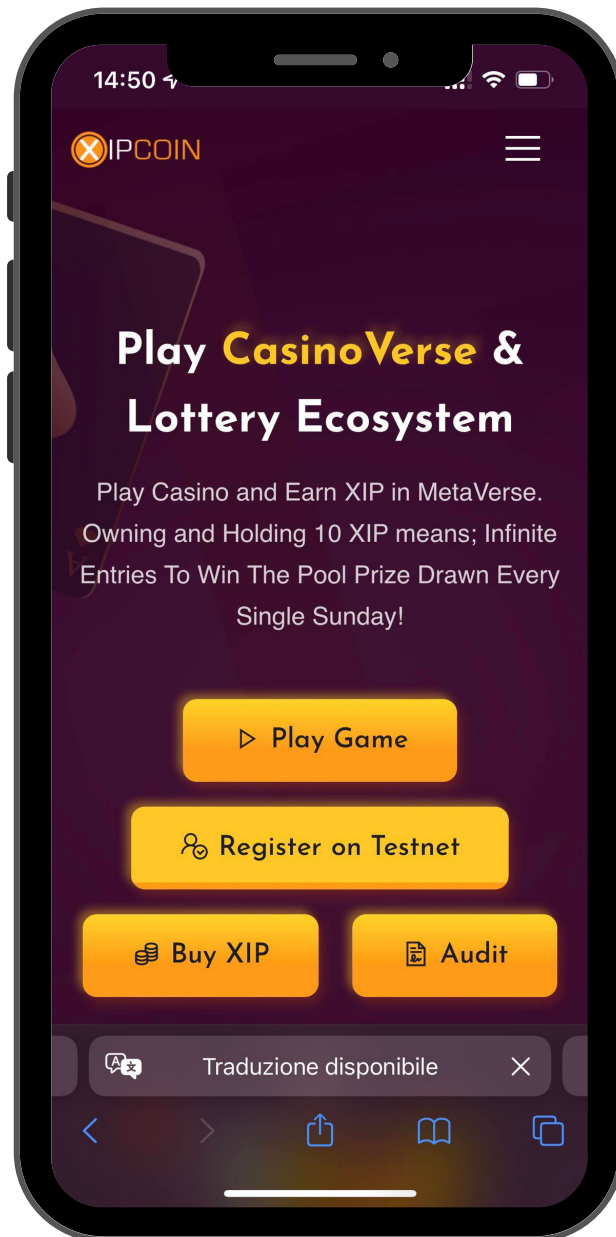 14:50
XIPCOIN
Play CasinoVerse &
Lottery Ecosystem
Play Casino and Earn XIP in MetaVerse.
Owning and Holding 10 XIP means; Infinite
Entries To Win The Pool Prize Drawn Every
Single Sunday!
Play Game
Register on Testnet
Buy XIP
Audit
Traduzione disponibile